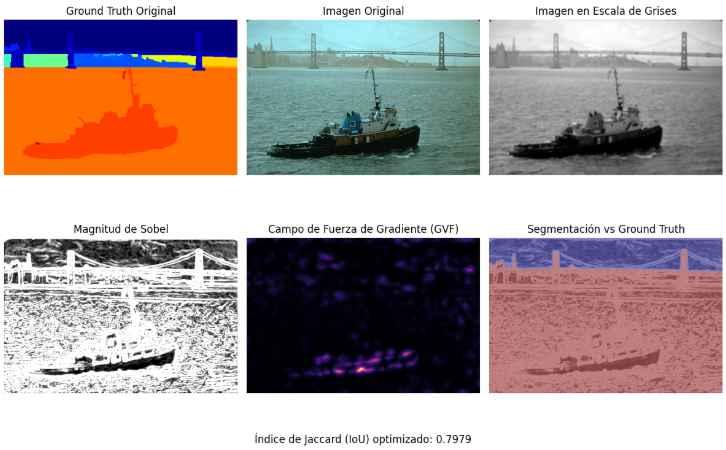 Ground Truth Original
Imagen Original
Imagen en Escala de Grises
Magnitud de Sobel
Campo de Fuerza de Gradiente (GVF)
Segmentación vs Ground Truth
Índice de Jaccard (IoU) optimizado: 0.7979